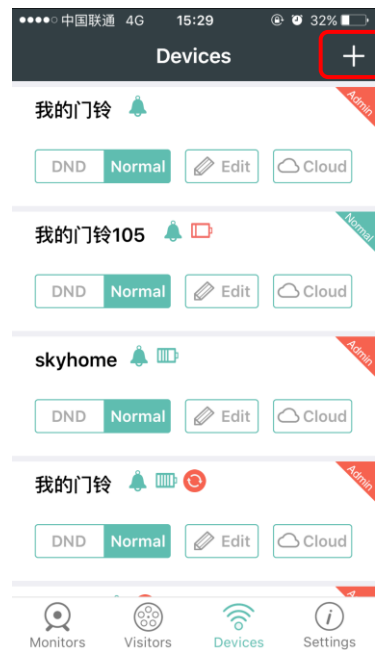 中国联通 4G 15:29 32%
Devices
我的门铃
Admin
DND Normal Edit Cloud
我的门铃105
Normal
DND Normal Edit Cloud
skyhome
Admin
DND Normal Edit Cloud
我的门铃
Admin
DND Normal Edit Cloud
Monitors Visitors Devices Settings